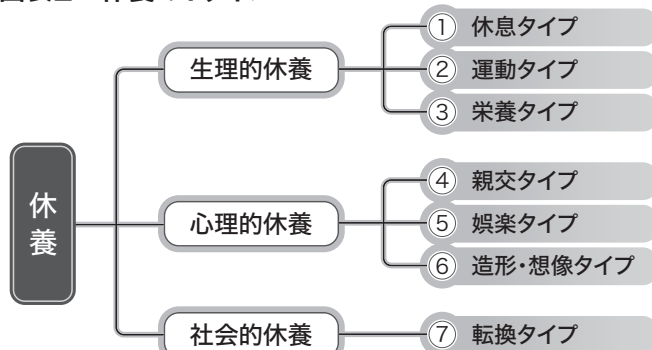 生理的休養
① 休息タイプ
② 運動タイプ
③ 栄養タイプ
休養
心理的休養
④ 親交タイプ
⑤ 娯楽タイプ
⑥ 造形・想像タイプ
社会的休養
⑦ 転換タイプ